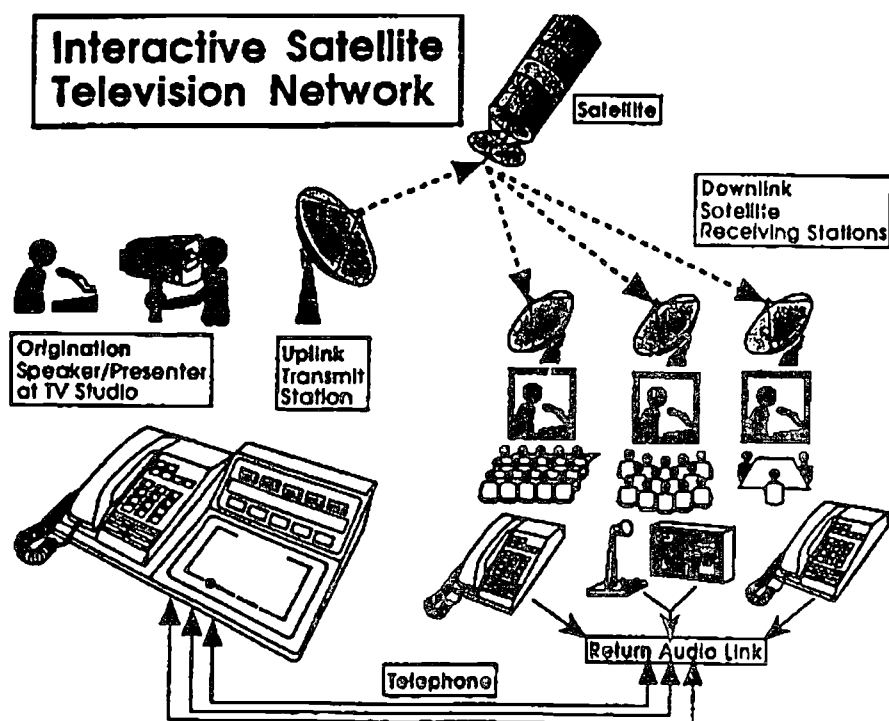 Interactive Satellite
Television Network
Satellite
Downlink
Sotellite
Receiving Stations
Origination
Speaker/Presenter
at TV Studio
Uplink
Transmit
Station
Return Audio Link
Telephone